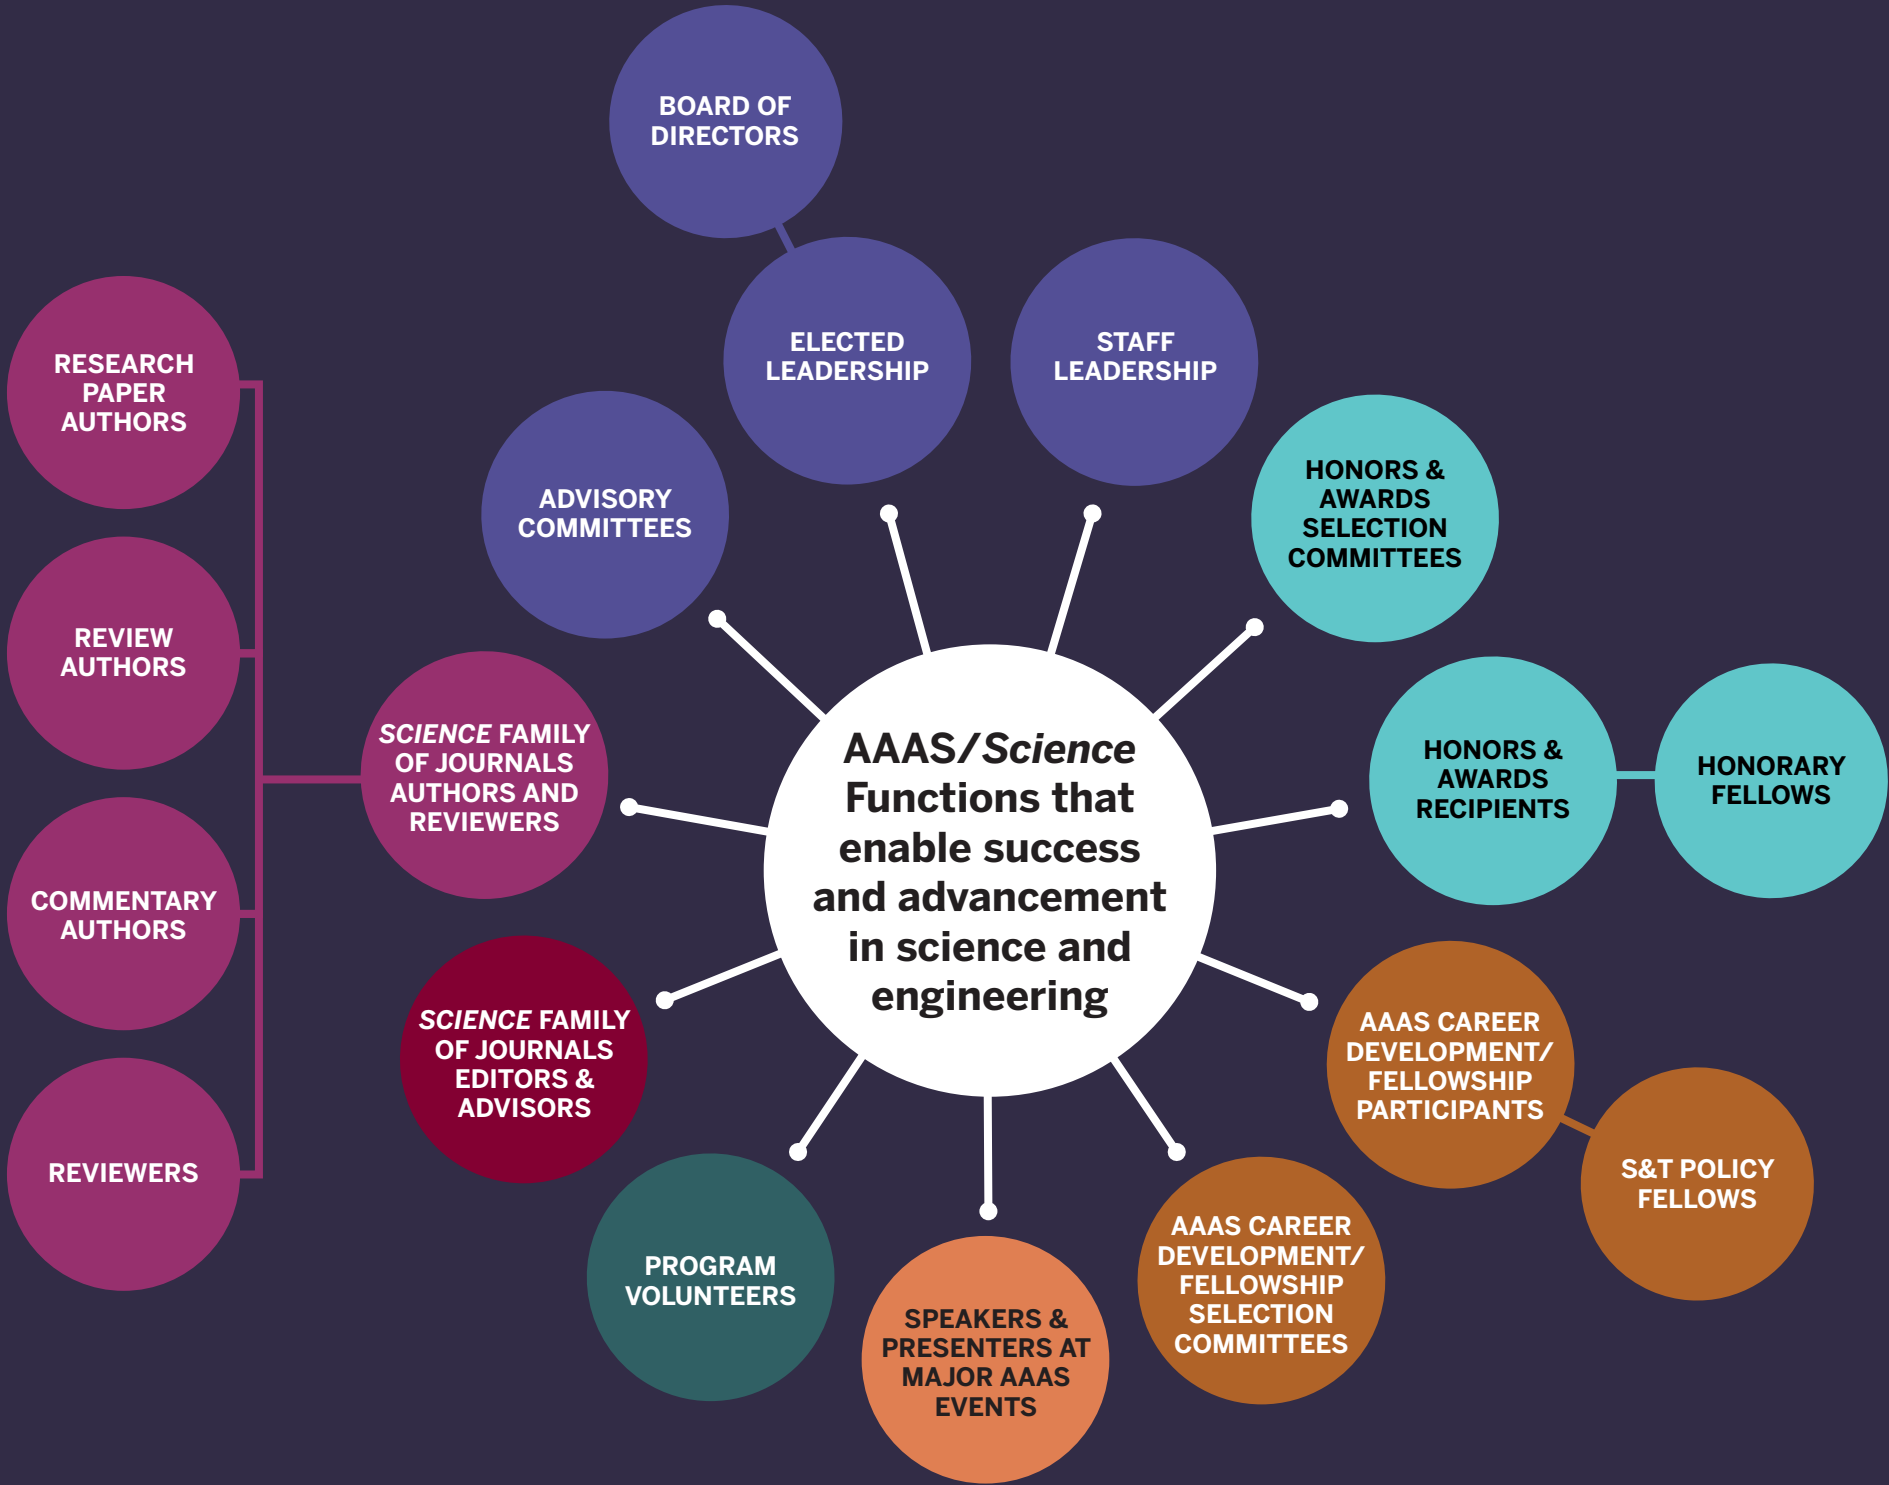 BOARD OF
DIRECTORS
ELECTED
LEADERSHIP
STAFF
LEADERSHIP
ADVISORY
COMMITTEES
HONORS &
AWARDS
SELECTION
COMMITTEES
RESEARCH
PAPER
AUTHORS
REVIEW
AUTHORS
COMMENTARY
AUTHORS
REVIEWERS
SCIENCE FAMILY
OF JOURNALS
AUTHORS AND
REVIEWERS
AAAS/Science
Functions that
enable success
and advancement
in science and
engineering
HONORS &
AWARDS
RECIPIENTS
HONORARY
FELLOWS
SCIENCE FAMILY
OF JOURNALS
EDITORS &
ADVISORS
AAAS CAREER
DEVELOPMENT/
FELLOWSHIP
PARTICIPANTS
S&T POLICY
FELLOWS
PROGRAM
VOLUNTEERS
SPEAKERS &
PRESENTERS AT
MAJOR AAAS
EVENTS
AAAS CAREER
DEVELOPMENT/
FELLOWSHIP
SELECTION
COMMITTEES